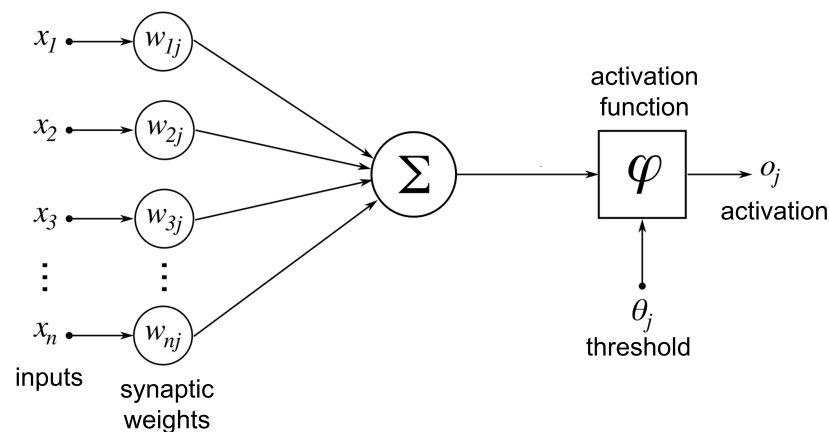 x₁ w₁ⱼ
x₂ w₂ⱼ
x₃ w₃ⱼ
⋮ ⋮
xₙ wₙⱼ
inputs
synaptic
weights
Σ
activation
function
φ
oⱼ
activation
θⱼ
threshold